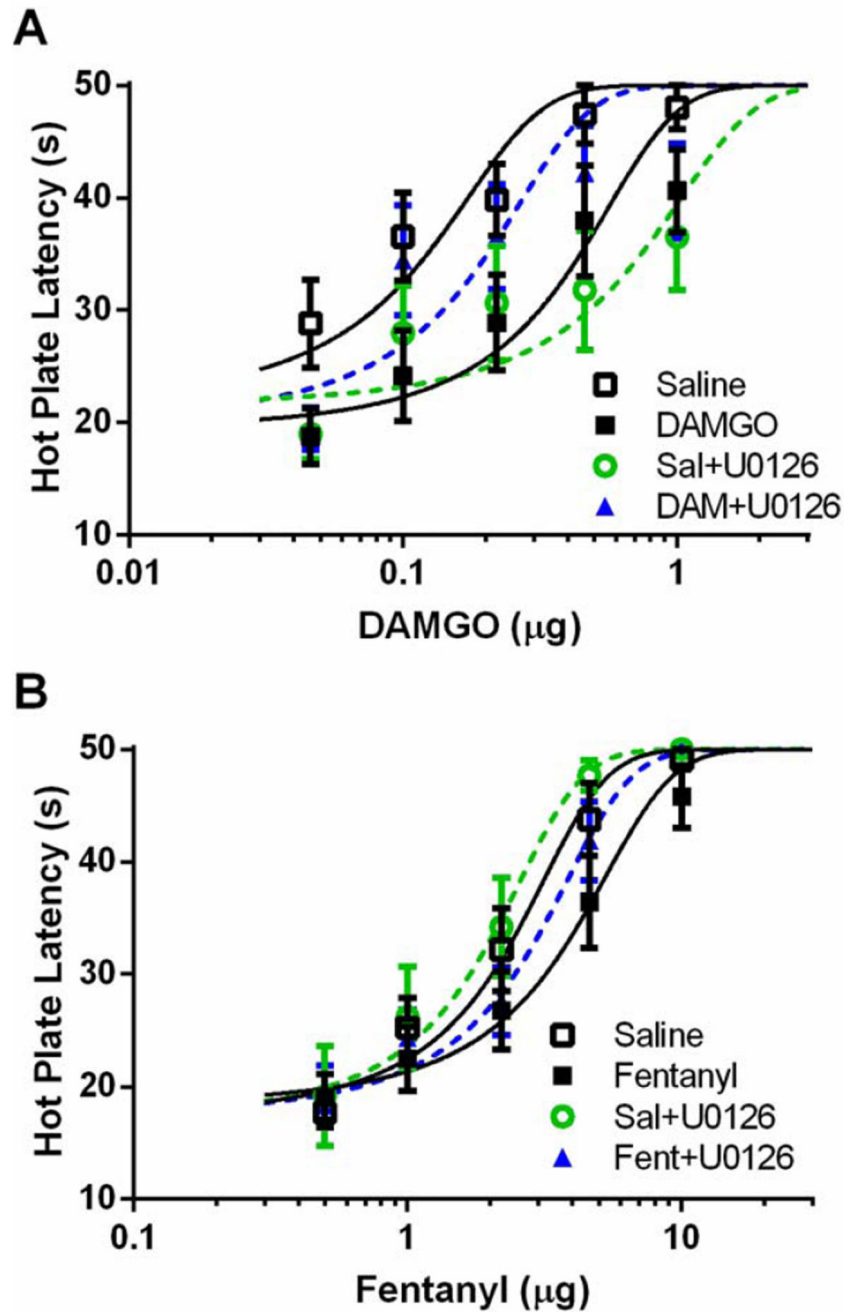 A
Hot Plate Latency (s)
50
40
30
20
10
Saline
DAMGO
Sal+U0126
DAM+U0126
0.01
0.1
1
DAMGO (μg)
B
Hot Plate Latency (s)
50
40
30
20
10
Saline
Fentanyl
Sal+U0126
Fent+U0126
0.1
1
10
Fentanyl (μg)